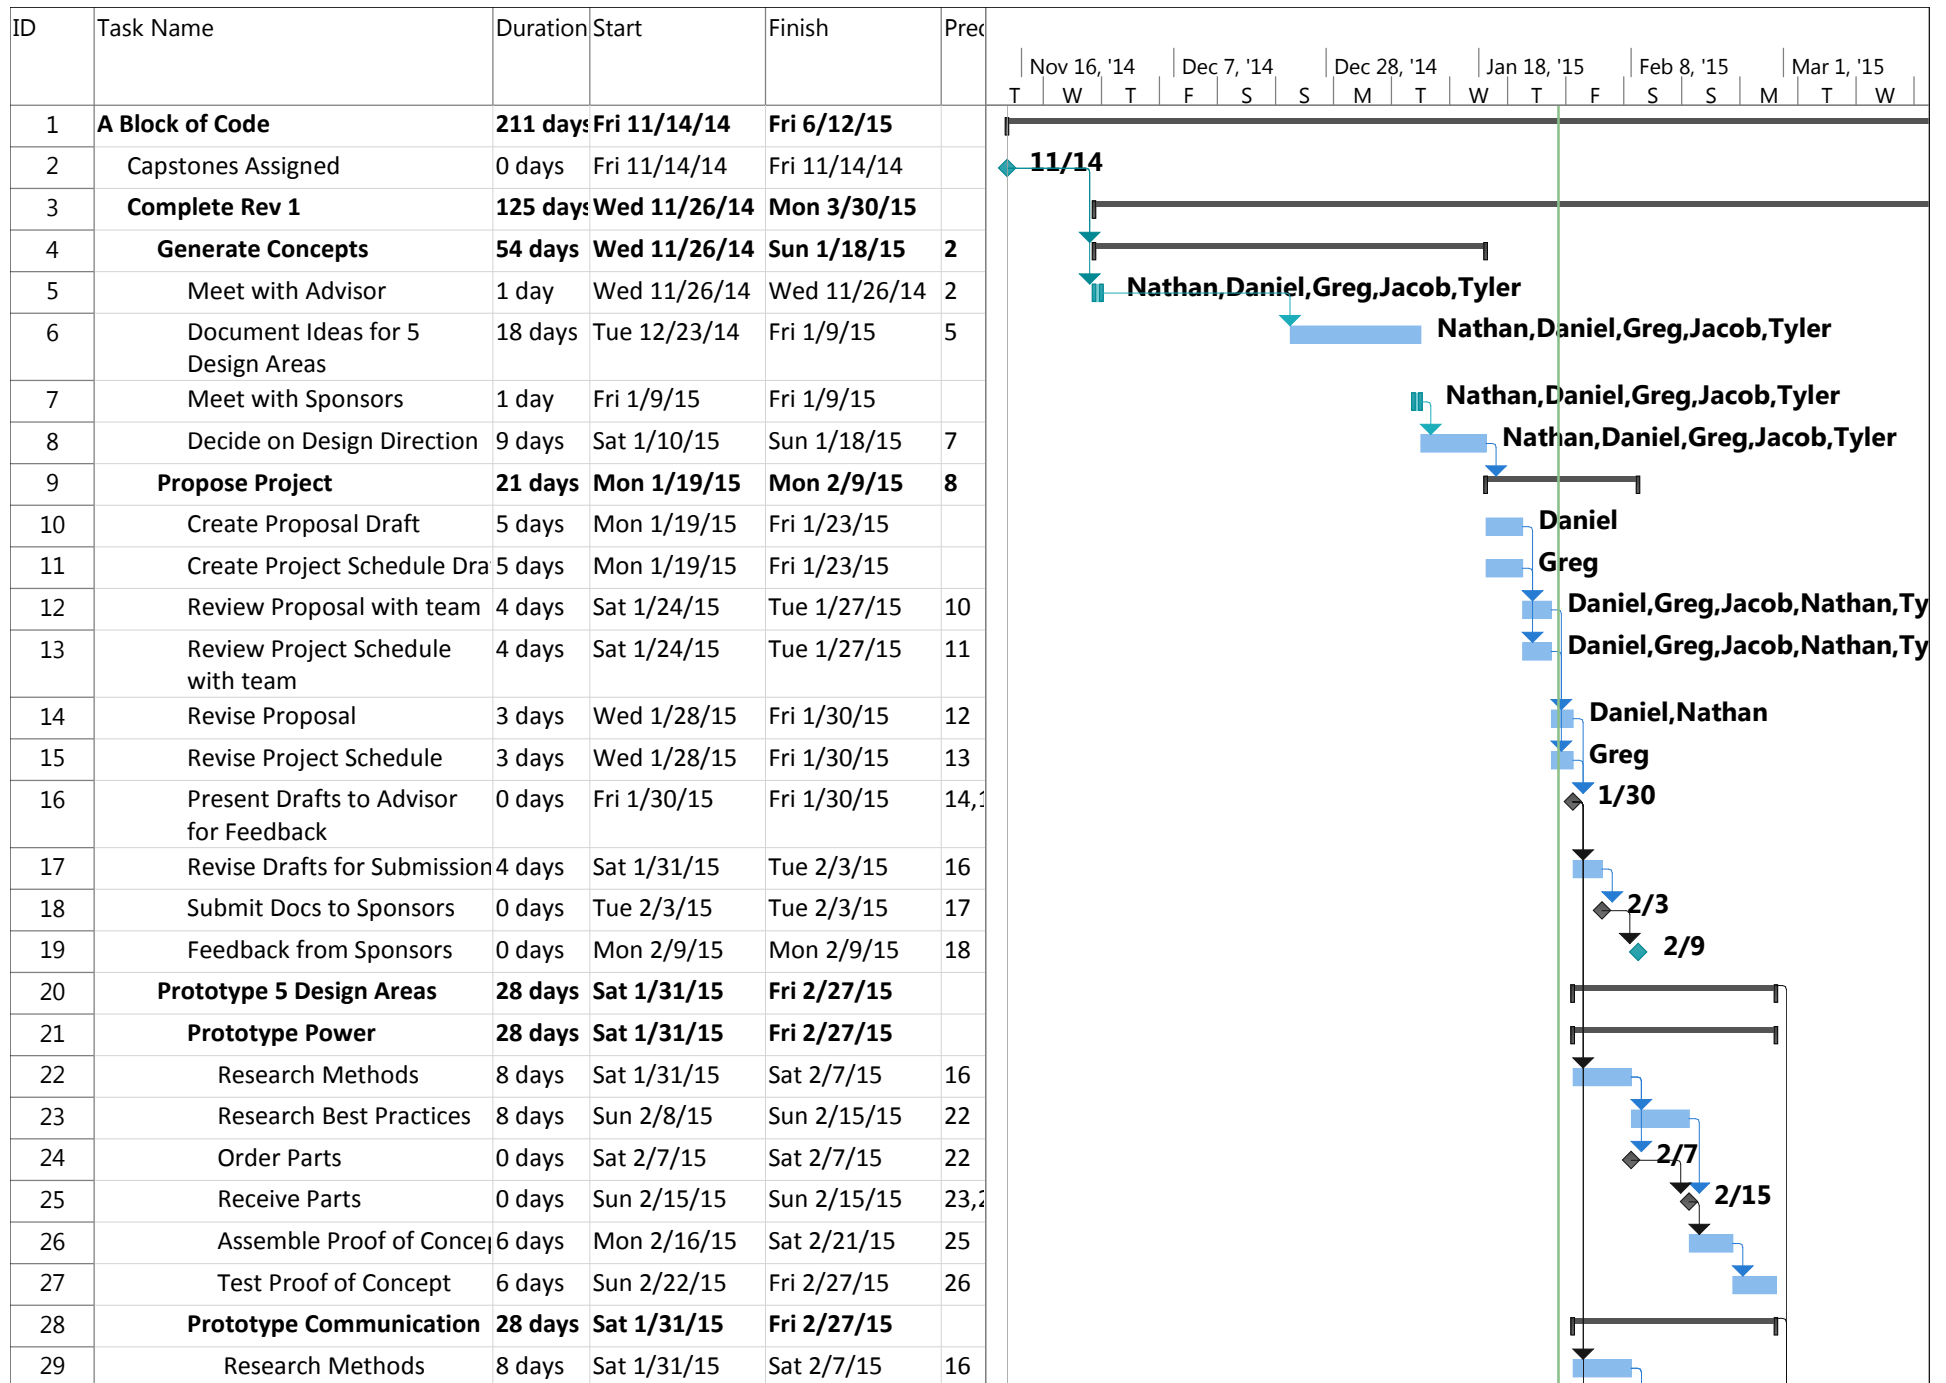 ID Task Name Duration Start Finish Prec
Nov 16, '14 Dec 7, '14 Dec 28, '14 Jan 18, '15 Feb 8, '15 Mar 1, '15
T W T F S S M T W T F S S M T W
1 A Block of Code 211 days Fri 11/14/14 Fri 6/12/15
2 Capstones Assigned 0 days Fri 11/14/14 Fri 11/14/14 11/14
3 Complete Rev 1 125 days Wed 11/26/14 Mon 3/30/15
4 Generate Concepts 54 days Wed 11/26/14 Sun 1/18/15 2
5 Meet with Advisor 1 day Wed 11/26/14 Wed 11/26/14 2 Nathan,Daniel,Greg,Jacob,Tyler
6 Document Ideas for 5 18 days Tue 12/23/14 Fri 1/9/15 5 Nathan,Daniel,Greg,Jacob,Tyler
Design Areas
7 Meet with Sponsors 1 day Fri 1/9/15 Fri 1/9/15 Nathan,Daniel,Greg,Jacob,Tyler
8 Decide on Design Direction 9 days Sat 1/10/15 Sun 1/18/15 7 Nathan,Daniel,Greg,Jacob,Tyler
9 Propose Project 21 days Mon 1/19/15 Mon 2/9/15 8
10 Create Proposal Draft 5 days Mon 1/19/15 Fri 1/23/15 Daniel
11 Create Project Schedule Dra 5 days Mon 1/19/15 Fri 1/23/15 Greg
12 Review Proposal with team 4 days Sat 1/24/15 Tue 1/27/15 10 Daniel,Greg,Jacob,Nathan,Ty
13 Review Project Schedule 4 days Sat 1/24/15 Tue 1/27/15 11 Daniel,Greg,Jacob,Nathan,Ty
with team
14 Revise Proposal 3 days Wed 1/28/15 Fri 1/30/15 12 Daniel,Nathan
15 Revise Project Schedule 3 days Wed 1/28/15 Fri 1/30/15 13 Greg
16 Present Drafts to Advisor 0 days Fri 1/30/15 Fri 1/30/15 14,1 1/30
for Feedback
17 Revise Drafts for Submission 4 days Sat 1/31/15 Tue 2/3/15 16
18 Submit Docs to Sponsors 0 days Tue 2/3/15 Tue 2/3/15 17 2/3
19 Feedback from Sponsors 0 days Mon 2/9/15 Mon 2/9/15 18 2/9
20 Prototype 5 Design Areas 28 days Sat 1/31/15 Fri 2/27/15
21 Prototype Power 28 days Sat 1/31/15 Fri 2/27/15
22 Research Methods 8 days Sat 1/31/15 Sat 2/7/15 16
23 Research Best Practices 8 days Sun 2/8/15 Sun 2/15/15 22
24 Order Parts 0 days Sat 2/7/15 Sat 2/7/15 22 2/7
25 Receive Parts 0 days Sun 2/15/15 Sun 2/15/15 23,2 2/15
26 Assemble Proof of Concep 6 days Mon 2/16/15 Sat 2/21/15 25
27 Test Proof of Concept 6 days Sun 2/22/15 Fri 2/27/15 26
28 Prototype Communication 28 days Sat 1/31/15 Fri 2/27/15
29 Research Methods 8 days Sat 1/31/15 Sat 2/7/15 16